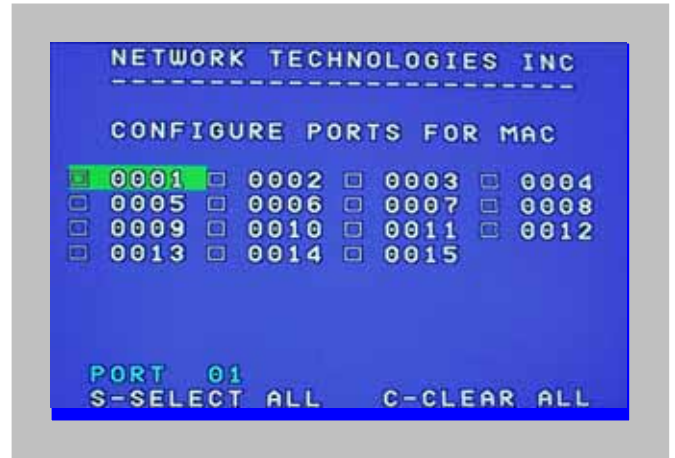 NETWORK TECHNOLOGIES INC
---------------------------
CONFIGURE PORTS FOR MAC
0001 0002 0003 0004
0005 0006 0007 0008
0009 0010 0011 0012
0013 0014 0015
PORT 01
S-SELECT ALL C-CLEAR ALL